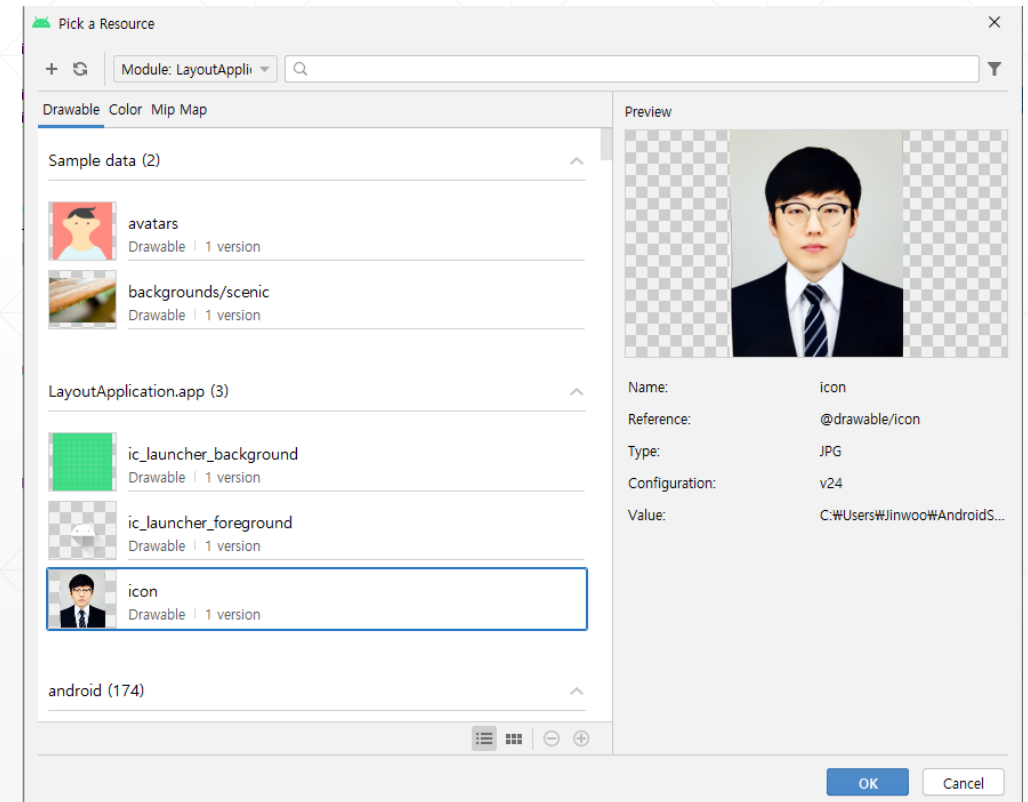 Pick a Resource
Module: LayoutAppli
Drawable Color Mip Map
Sample data (2)
avatars
Drawable | 1 version
backgrounds/scenic
Drawable | 1 version
LayoutApplication.app (3)
ic_launcher_background
Drawable | 1 version
ic_launcher_foreground
Drawable | 1 version
icon
Drawable | 1 version
android (174)
Preview
Name: icon
Reference: @drawable/icon
Type: JPG
Configuration: v24
Value: C:₩Users₩Jinwoo₩AndroidS...
OK Cancel